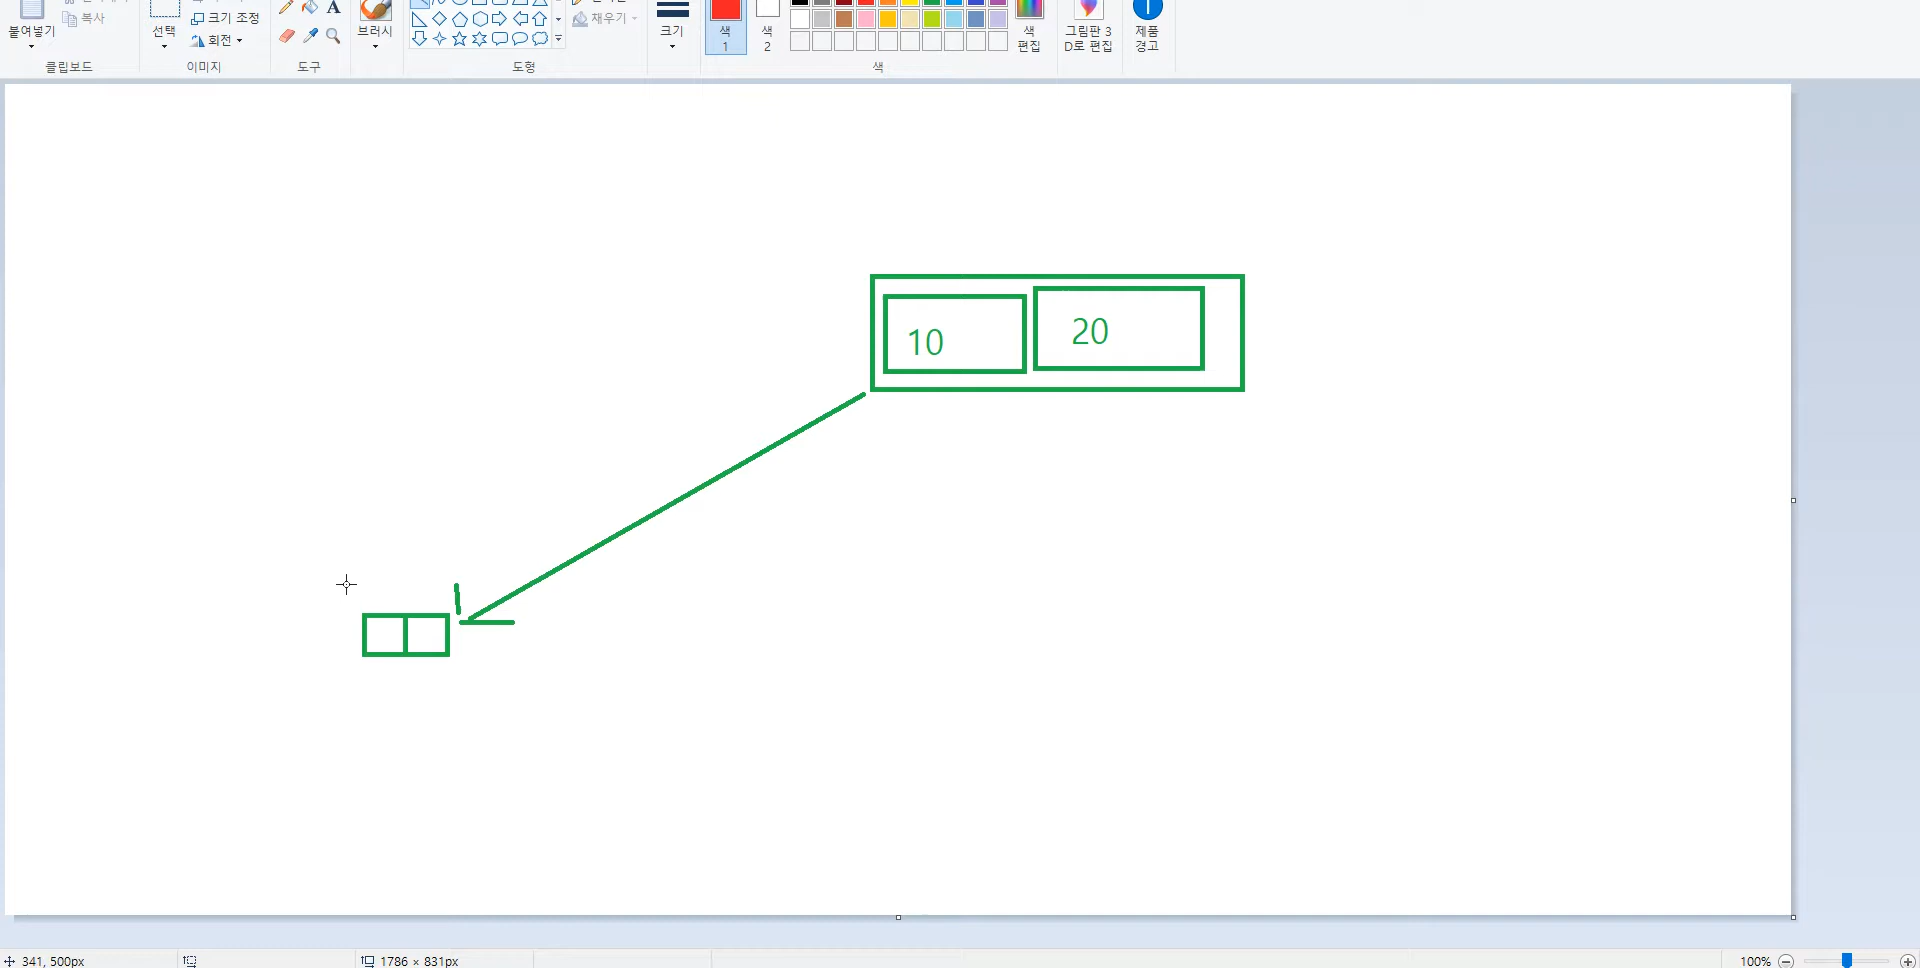 붙여넣기
복사
선택
크기 조정
회전
A
브러시
채우기
크기
색
1
색
2
색
편집
그림판 3
D로 편집
제품
경고
클립보드
이미지
도구
도형
색
10
20
341, 500px
1786 × 831px
100%